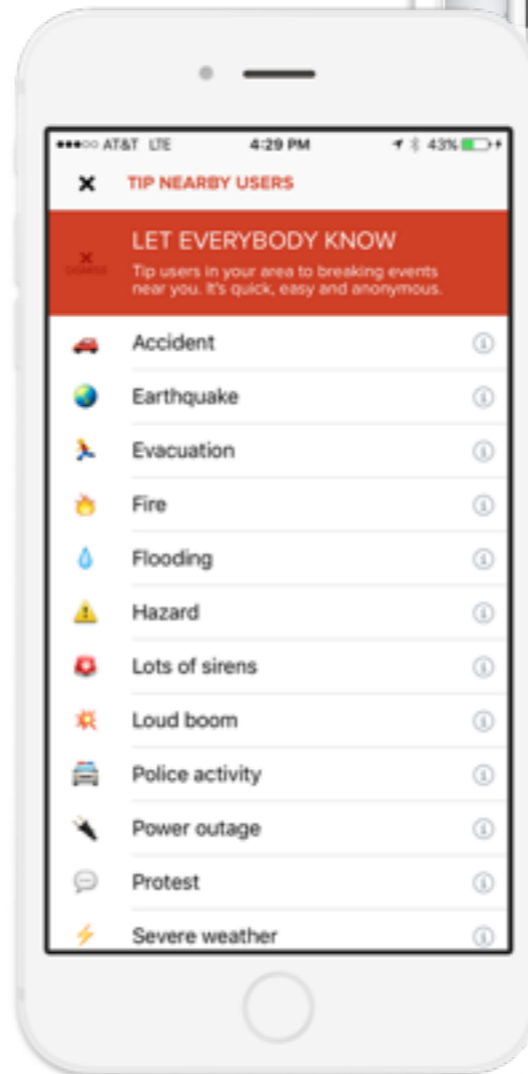 AT&T LTE 4:29 PM 43%
TIP NEARBY USERS
LET EVERYBODY KNOW
DISMISS
Tip users in your area to breaking events
near you. It's quick, easy and anonymous.
Accident
Earthquake
Evacuation
Fire
Flooding
Hazard
Lots of sirens
Loud boom
Police activity
Power outage
Protest
Severe weather